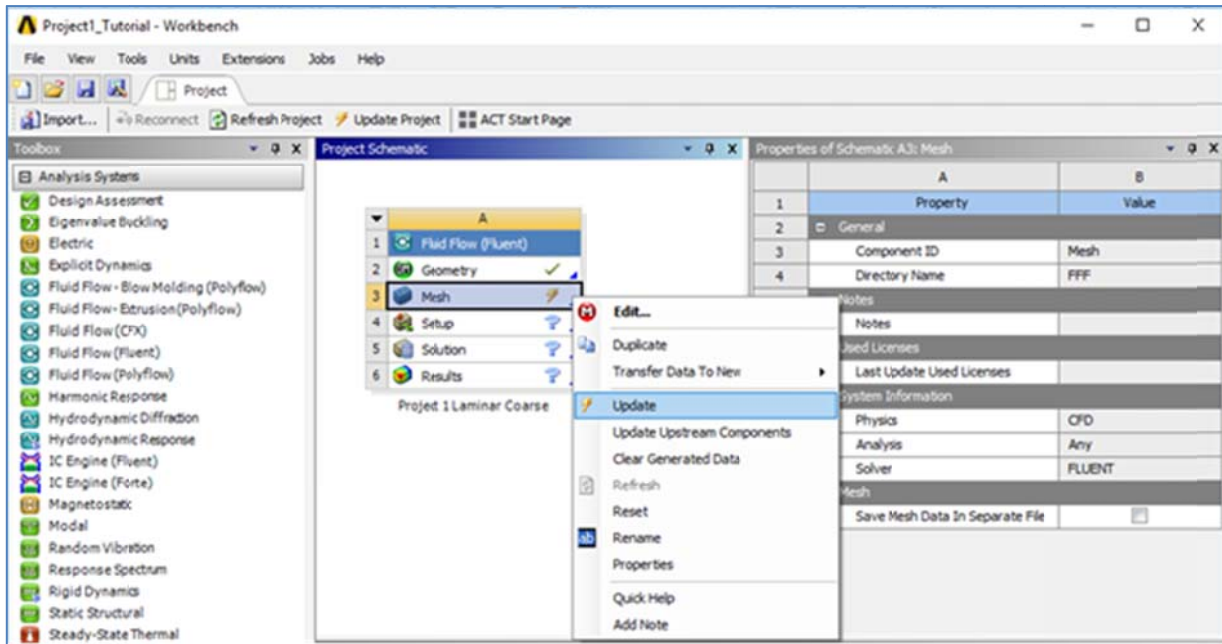 Project1_Tutorial - Workbench
File View Tools Units Extensions Jobs Help
Project
Import... Reconnect Refresh Project Update Project ACT Start Page
Toolbox
Analysis Systems
Design Assessment
Eigenvalue Buckling
Electric
Explicit Dynamics
Fluid Flow - Blow Molding (Polyflow)
Fluid Flow - Extrusion (Polyflow)
Fluid Flow (CFX)
Fluid Flow (Fluent)
Fluid Flow (Polyflow)
Harmonic Response
Hydrodynamic Diffraction
Hydrodynamic Response
IC Engine (Fluent)
IC Engine (Forte)
Magnetostatic
Modal
Random Vibration
Response Spectrum
Rigid Dynamics
Static Structural
Steady-State Thermal
Project Schematic
A
1 Fluid Flow (Fluent)
2 Geometry
3 Mesh
4 Setup ?
5 Solution ?
6 Results ?
Project 1 Laminar Coarse
Edit...
Duplicate
Transfer Data To New
Update
Update Upstream Components
Clear Generated Data
Refresh
Reset
ab Rename
Properties
Quick Help
Add Note
Properties of Schematic A3: Mesh
A B
1 Property Value
2 General
3 Component ID Mesh
4 Directory Name FFF
Notes
Notes
Used Licenses
Last Update Used Licenses
System Information
Physics CFD
Analysis Any
Solver FLUENT
Mesh
Save Mesh Data In Separate File